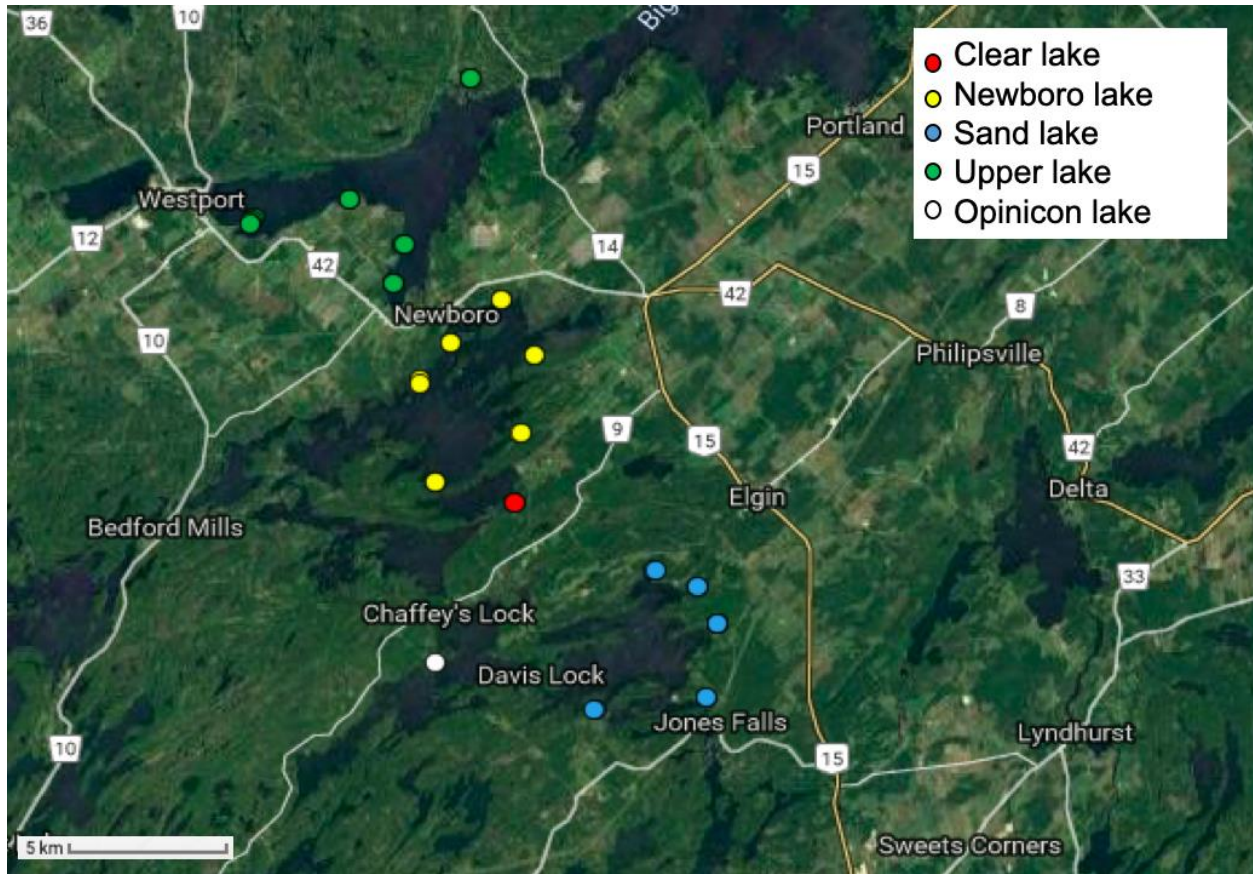 36
10
Big
Clear lake
Newboro lake
Sand lake
Upper lake
Opinicon lake
Portland
15
Westport
12
14
42
42
8
Newboro
10
Philipsville
9
15
42
Elgin
Delta
Bedford Mills
33
Chaffey's Lock
Davis Lock
Jones Falls
Lyndhurst
10
15
5 km
Sweets Corners